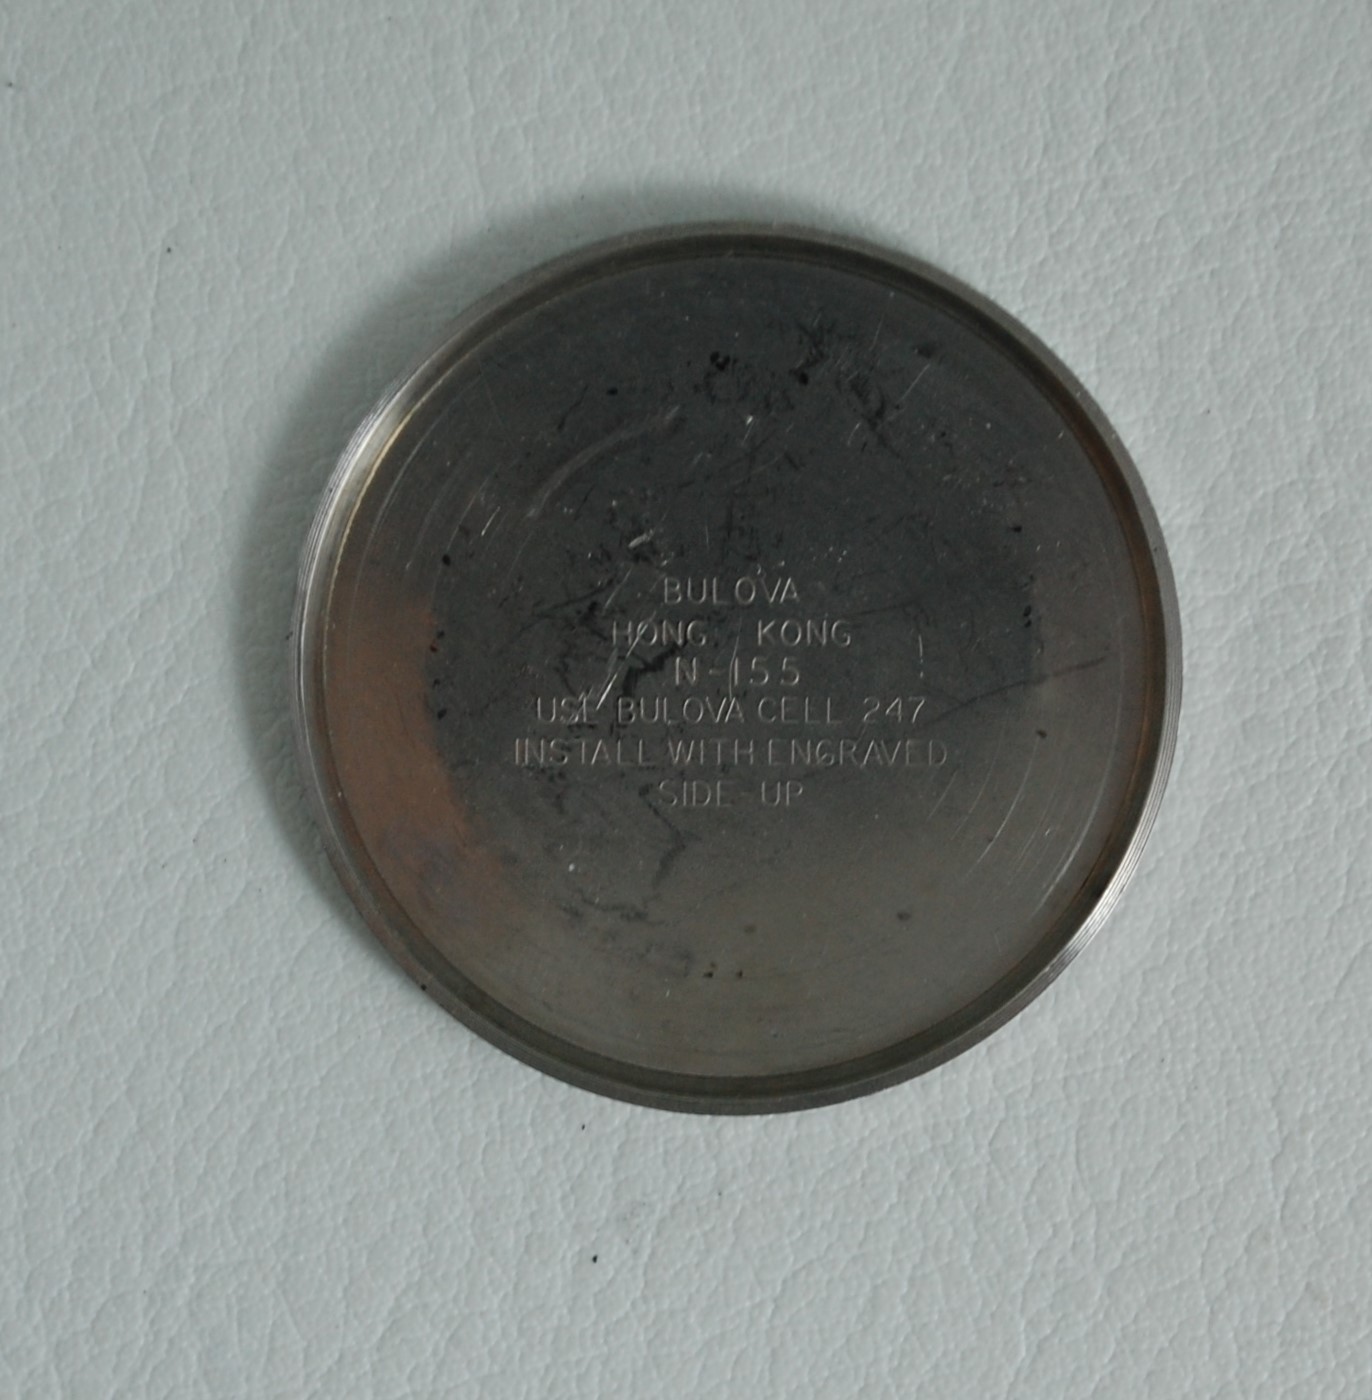 BULOVA
HONG KONG
N-155
USE BULOVA CELL 247
INSTALL WITH ENGRAVED
SIDE-UP